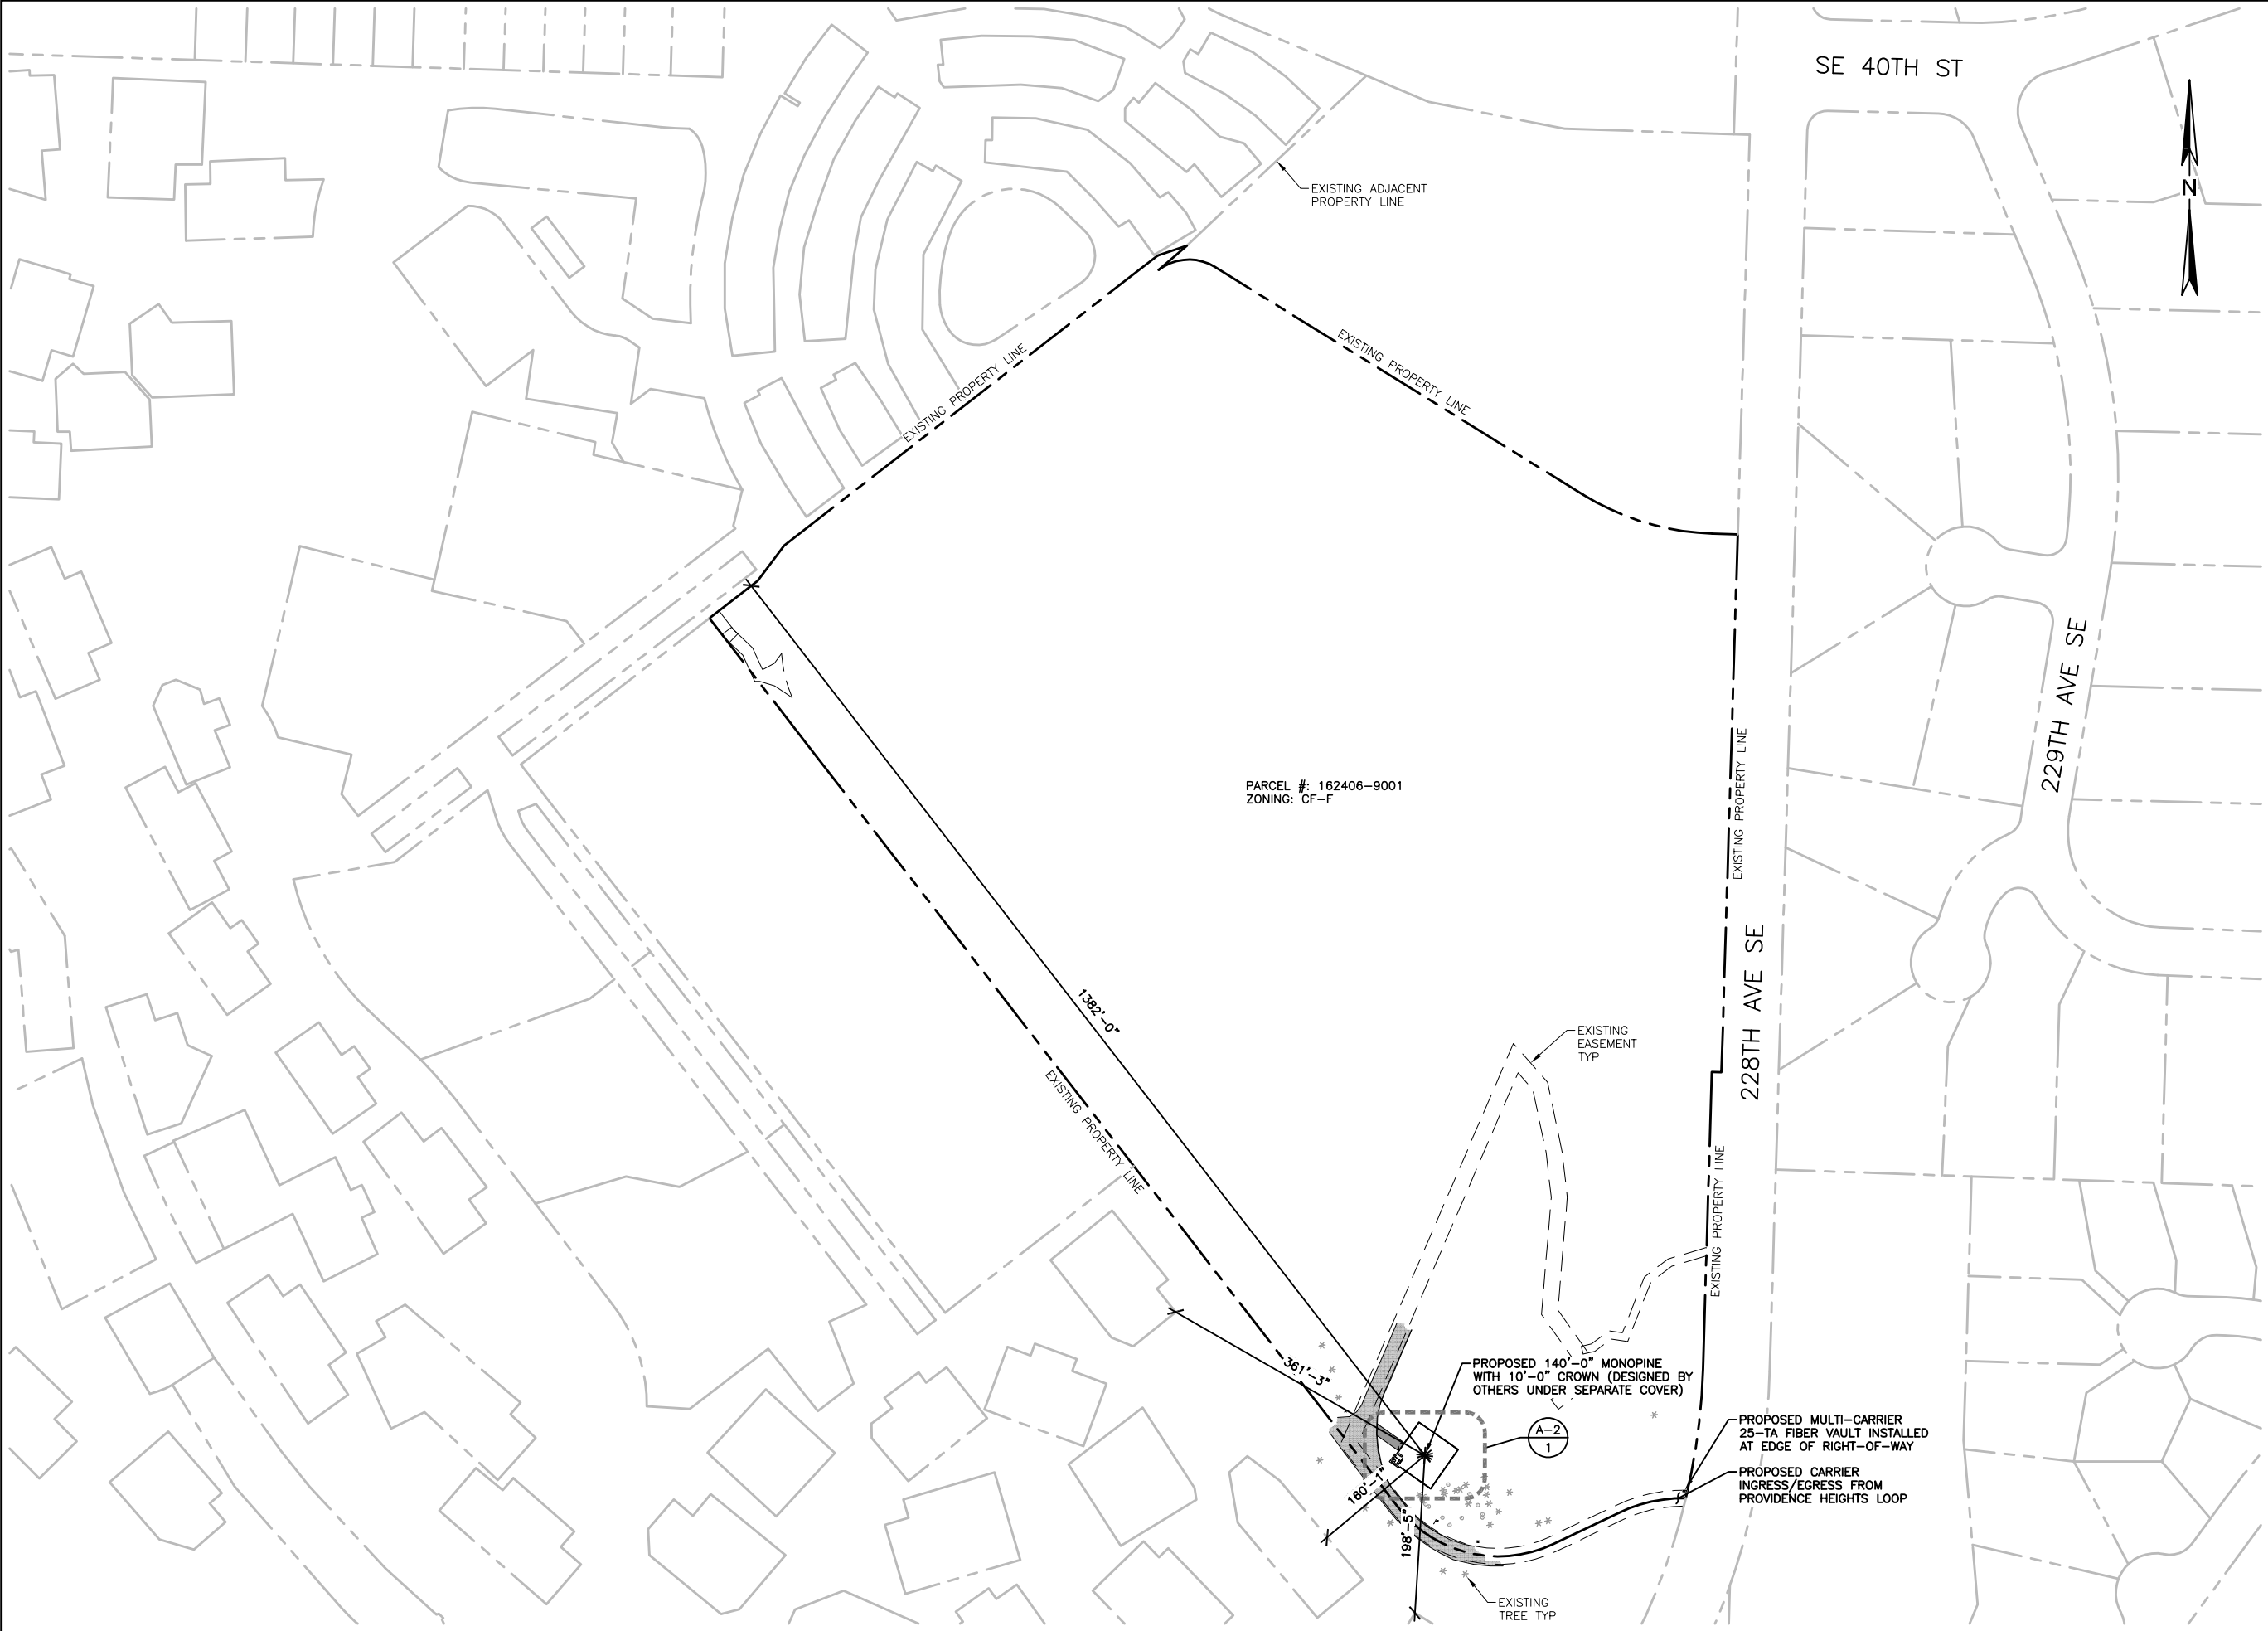 SE 40TH ST
N
EXISTING ADJACENT
PROPERTY LINE
EXISTING PROPERTY LINE
EXISTING PROPERTY LINE
229TH AVE SE
EXISTING PROPERTY LINE
PARCEL #: 162406-9001
ZONING: CF-F
228TH AVE SE
1382'-0"
EXISTING
EASEMENT
TYP
EXISTING PROPERTY LINE
EXISTING PROPERTY LINE
361'-3"
PROPOSED 140'-0" MONOPINE
WITH 10'-0" CROWN (DESIGNED BY
OTHERS UNDER SEPARATE COVER)
A-2
1
PROPOSED MULTI-CARRIER
25-TA FIBER VAULT INSTALLED
AT EDGE OF RIGHT-OF-WAY
PROPOSED CARRIER
INGRESS/EGRESS FROM
PROVIDENCE HEIGHTS LOOP
160'-1"
198'-5"
EXISTING
TREE TYP